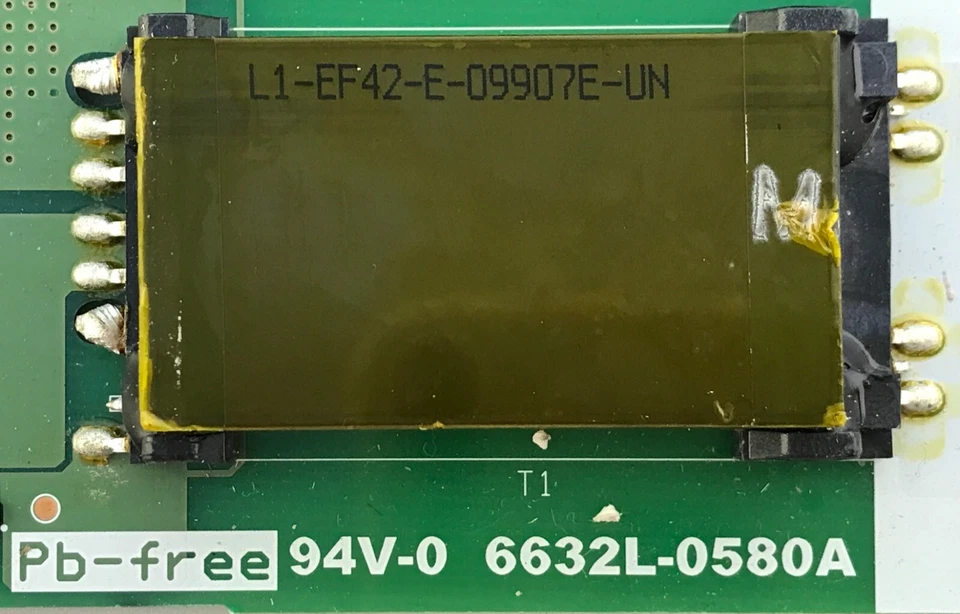 L1-EF42-E-09907E-UN
M
T1
Pb-free 94V-0 6632L-0580A